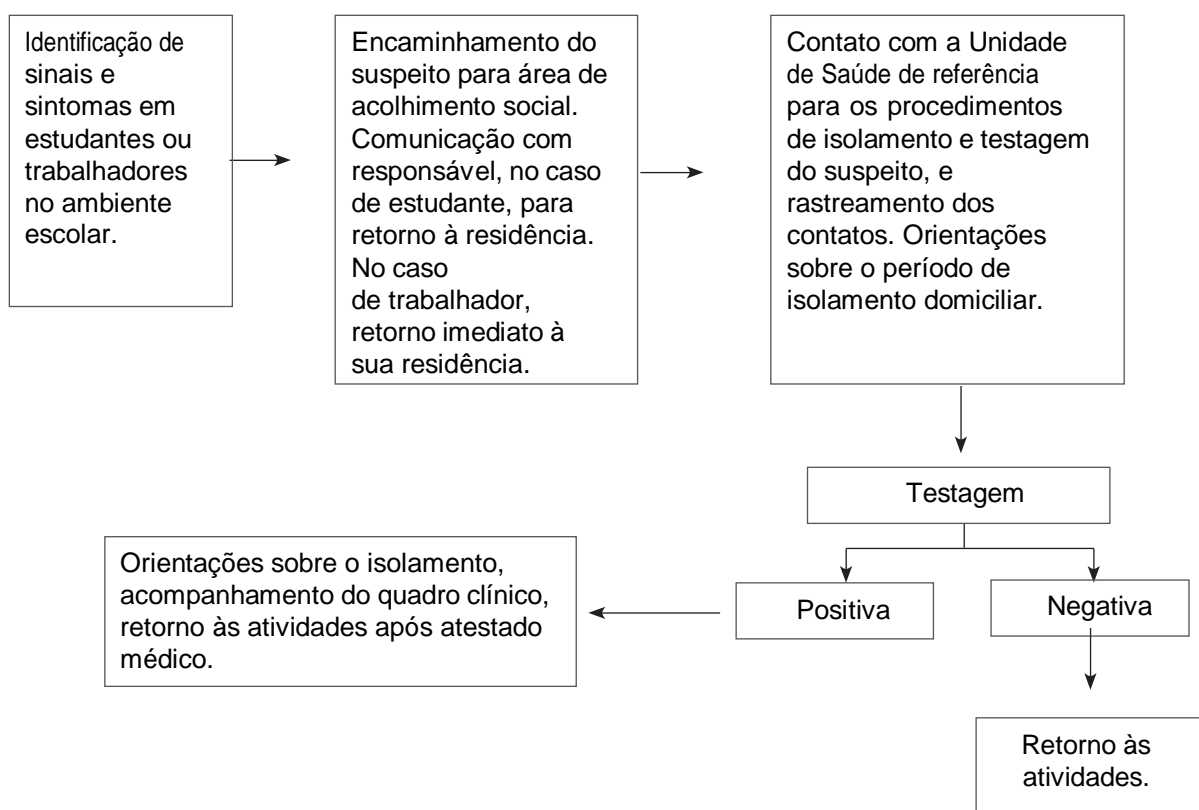 Identificação de
sinais e
sintomas em
estudantes ou
trabalhadores
no ambiente
escolar.
Encaminhamento do
suspeito para área de
acolhimento social.
Comunicação com
responsável, no caso
de estudante, para
retorno à residência.
No caso
de trabalhador,
retorno imediato à
sua residência.
Contato com a Unidade
de Saúde de referência
para os procedimentos
de isolamento e testagem
do suspeito, e
rastreamento dos
contatos. Orientações
sobre o período de
isolamento domiciliar.
Testagem
Positiva
Negativa
Orientações sobre o isolamento,
acompanhamento do quadro clínico,
retorno às atividades após atestado
médico.
Retorno às
atividades.